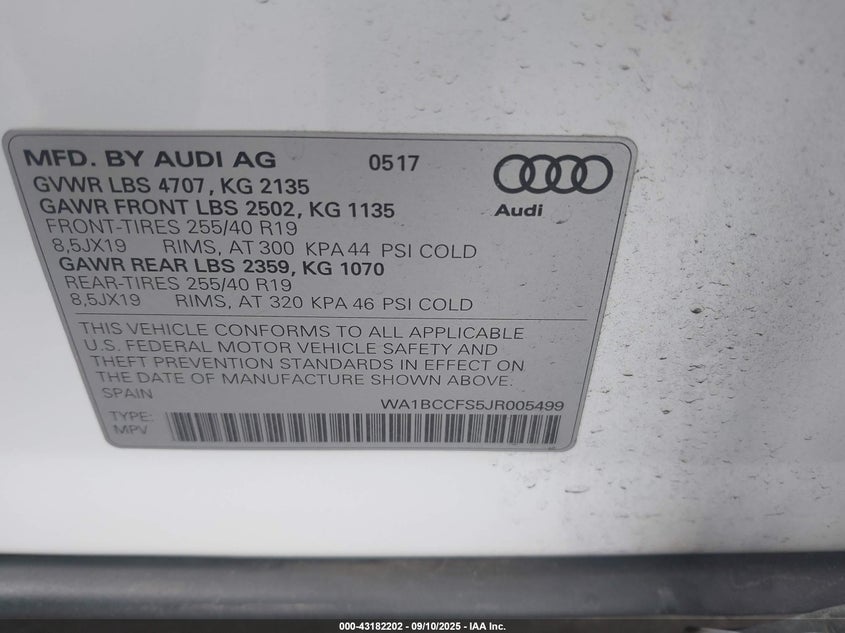 MFD. BY AUDI AG 0517
GVWR LBS 4707, KG 2135
GAWR FRONT LBS 2502, KG 1135
FRONT-TIRES 255/40 R19
8,5JX19 RIMS, AT 300 KPA 44 PSI COLD
GAWR REAR LBS 2359, KG 1070
REAR-TIRES 255/40 R19
8,5JX19 RIMS, AT 320 KPA 46 PSI COLD
Audi
THIS VEHICLE CONFORMS TO ALL APPLICABLE
U.S. FEDERAL MOTOR VEHICLE SAFETY AND
THEFT PREVENTION STANDARDS IN EFFECT ON
THE DATE OF MANUFACTURE SHOWN ABOVE.
SPAIN WA1BCCFS5JR005499
TYPE:
MPV
000-43182202 - 09/10/2025 - IAA Inc.